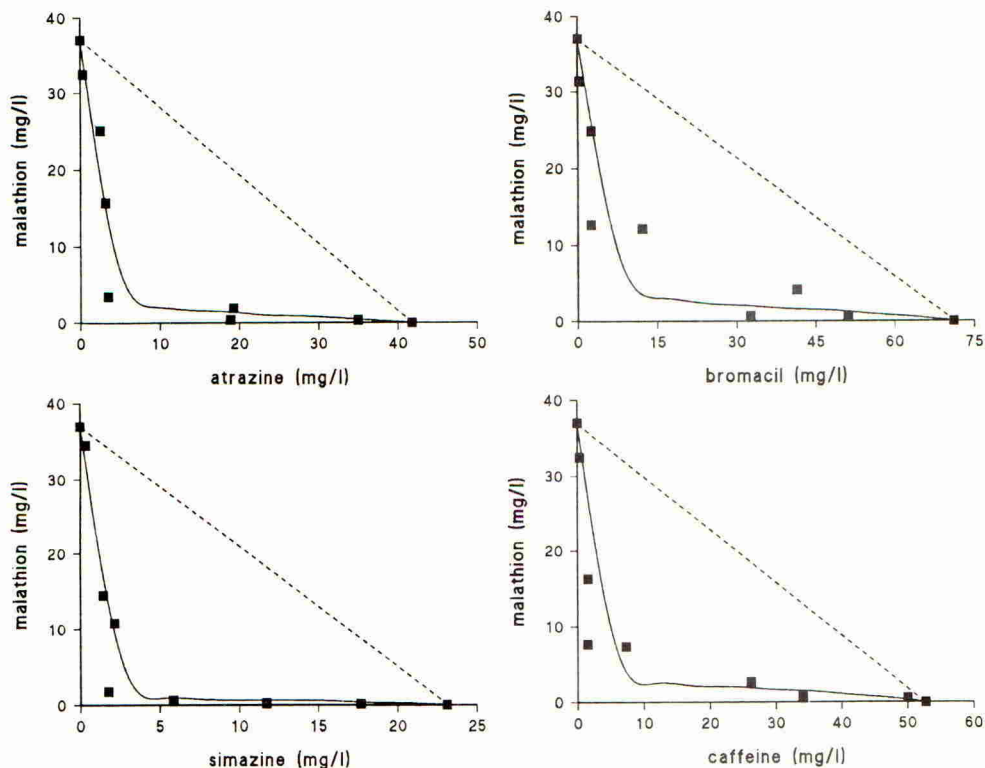 40
30
20
10
0
malathion (mg/l)
0 10 20 30 40 50
atrazine (mg/l)
40
30
20
10
0
malathion (mg/l)
0 15 30 45 60 75
bromacil (mg/l)
40
30
20
10
0
malathion (mg/l)
0 5 10 15 20 25
simazine (mg/l)
40
30
20
10
0
malathion (mg/l)
0 10 20 30 40 50 60
caffeine (mg/l)